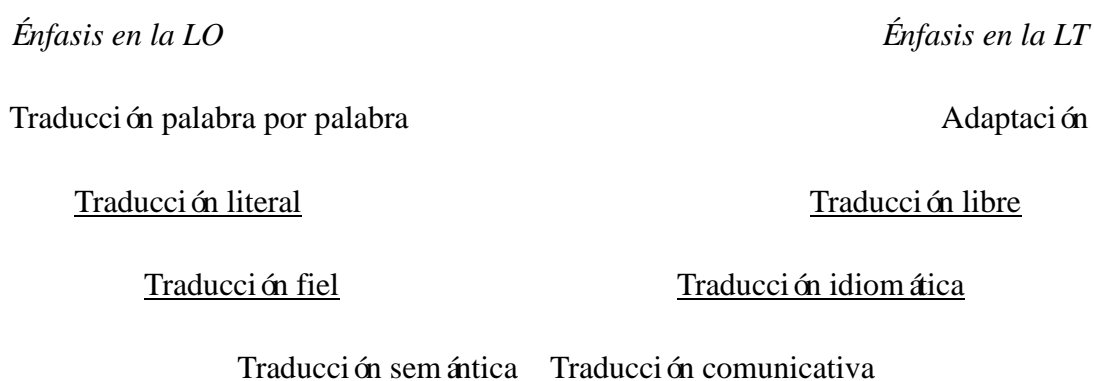 Énfasis en la LO Énfasis en la LT
Traducción palabra por palabra Adaptación
Traducción literal Traducción libre
Traducción fiel Traducción idiomática
Traducción semántica Traducción comunicativa